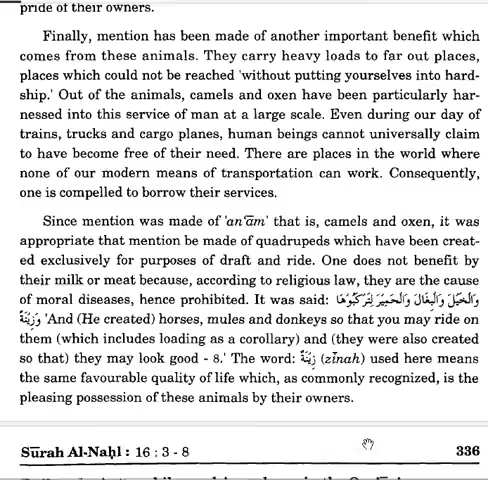 pride of their owners.
Finally, mention has been made of another important benefit which
comes from these animals. They carry heavy loads to far out places,
places which could not be reached 'without putting yourselves into hard-
ship.' Out of the animals, camels and oxen have been particularly har-
nessed into this service of man at a large scale. Even during our day of
trains, trucks and cargo planes, human beings cannot universally claim
to have become free of their need. There are places in the world where
none of our modern means of transportation can work. Consequently,
one is compelled to borrow their services.
Since mention was made of 'an'ām' that is, camels and oxen, it was
appropriate that mention be made of quadrupeds which have been creat-
ed exclusively for purposes of draft and ride. One does not benefit by
their milk or meat because, according to religious law, they are the cause
of moral diseases, hence prohibited. It was said: وَالْخَيْلَ وَالْبِغَالَ وَالْحَمِيْرَ لِتَرْكَبُوْهَا
وَزِيْنَةً 'And (He created) horses, mules and donkeys so that you may ride on
them (which includes loading as a corollary) and (they were also created
so that) they may look good - 8.' The word: زِيْنَةً (zīnah) used here means
the same favourable quality of life which, as commonly recognized, is the
pleasing possession of these animals by their owners.
Sūrah Al-Naḥl : 16 : 3 - 8 336